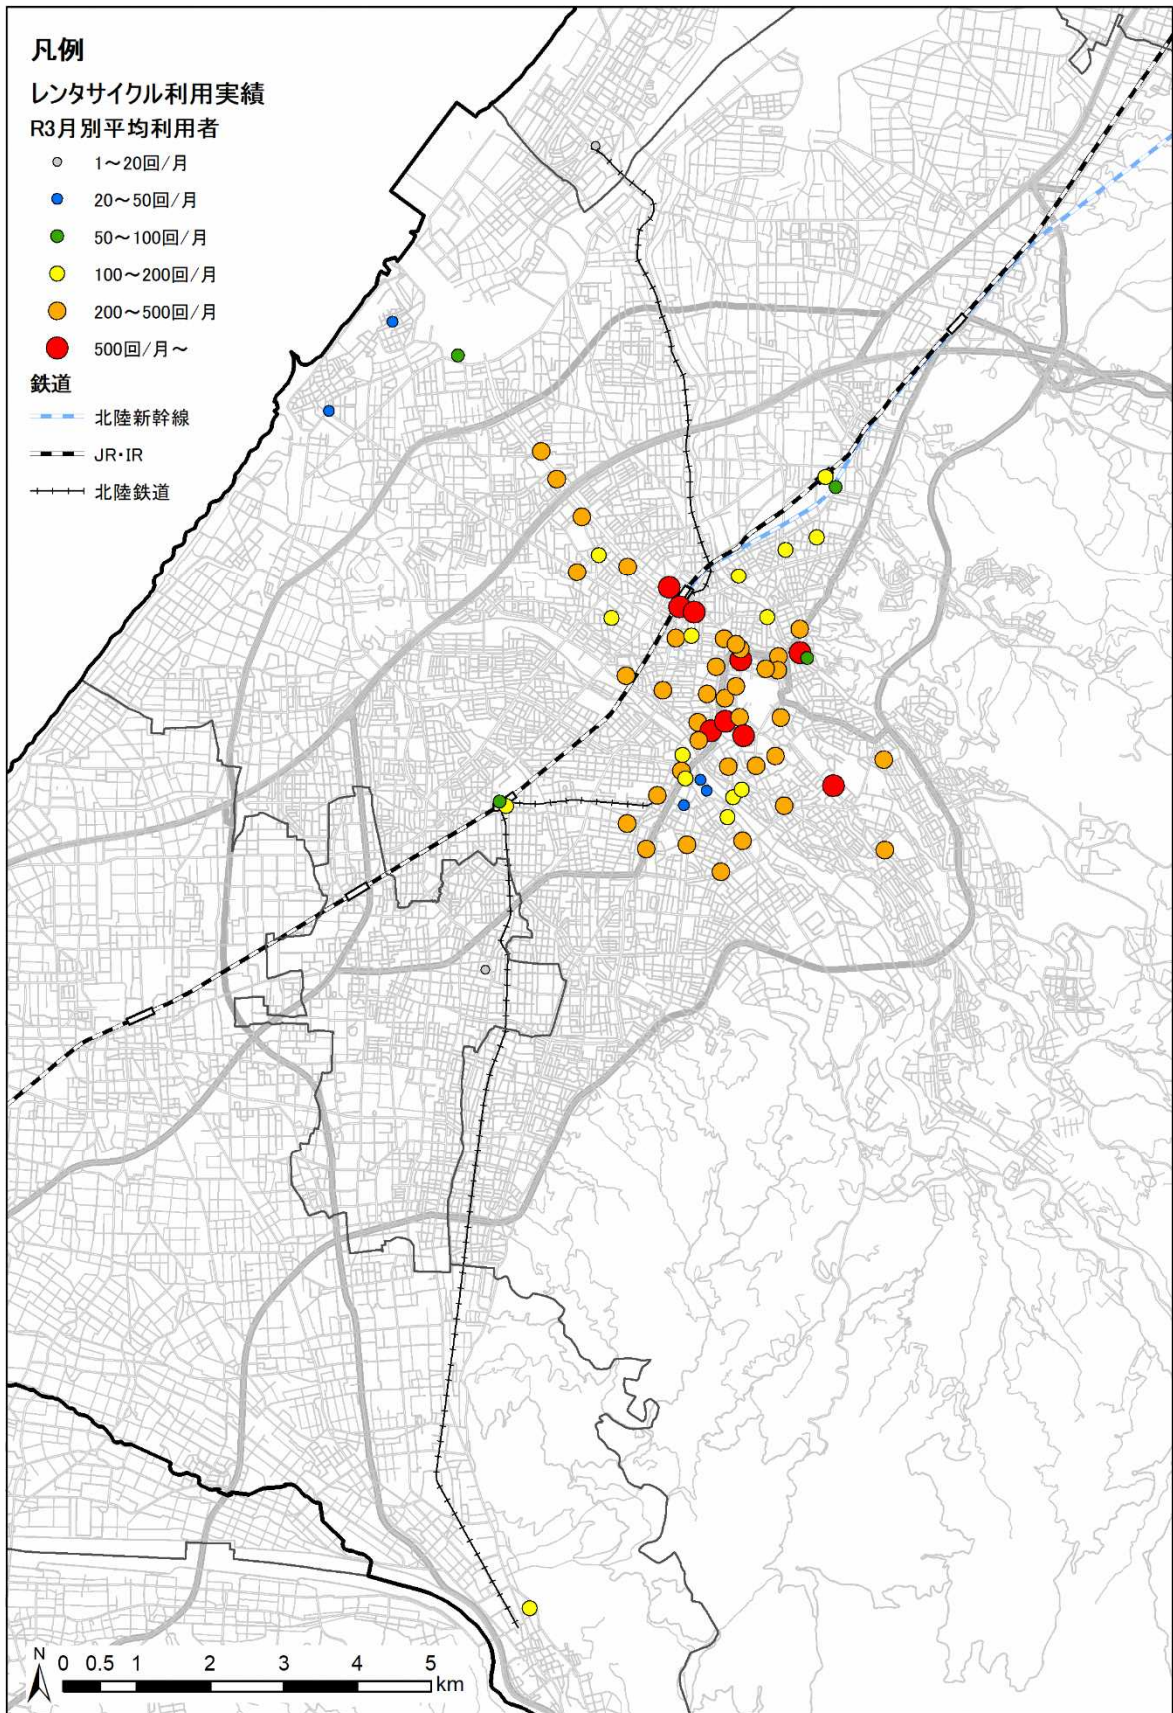 凡例
レンタサイクル利用実績
R3月別平均利用者
1～20回/月
20～50回/月
50～100回/月
100～200回/月
200～500回/月
500回/月～
鉄道
北陸新幹線
JR・IR
北陸鉄道
N 0 0.5 1 2 3 4 5
km